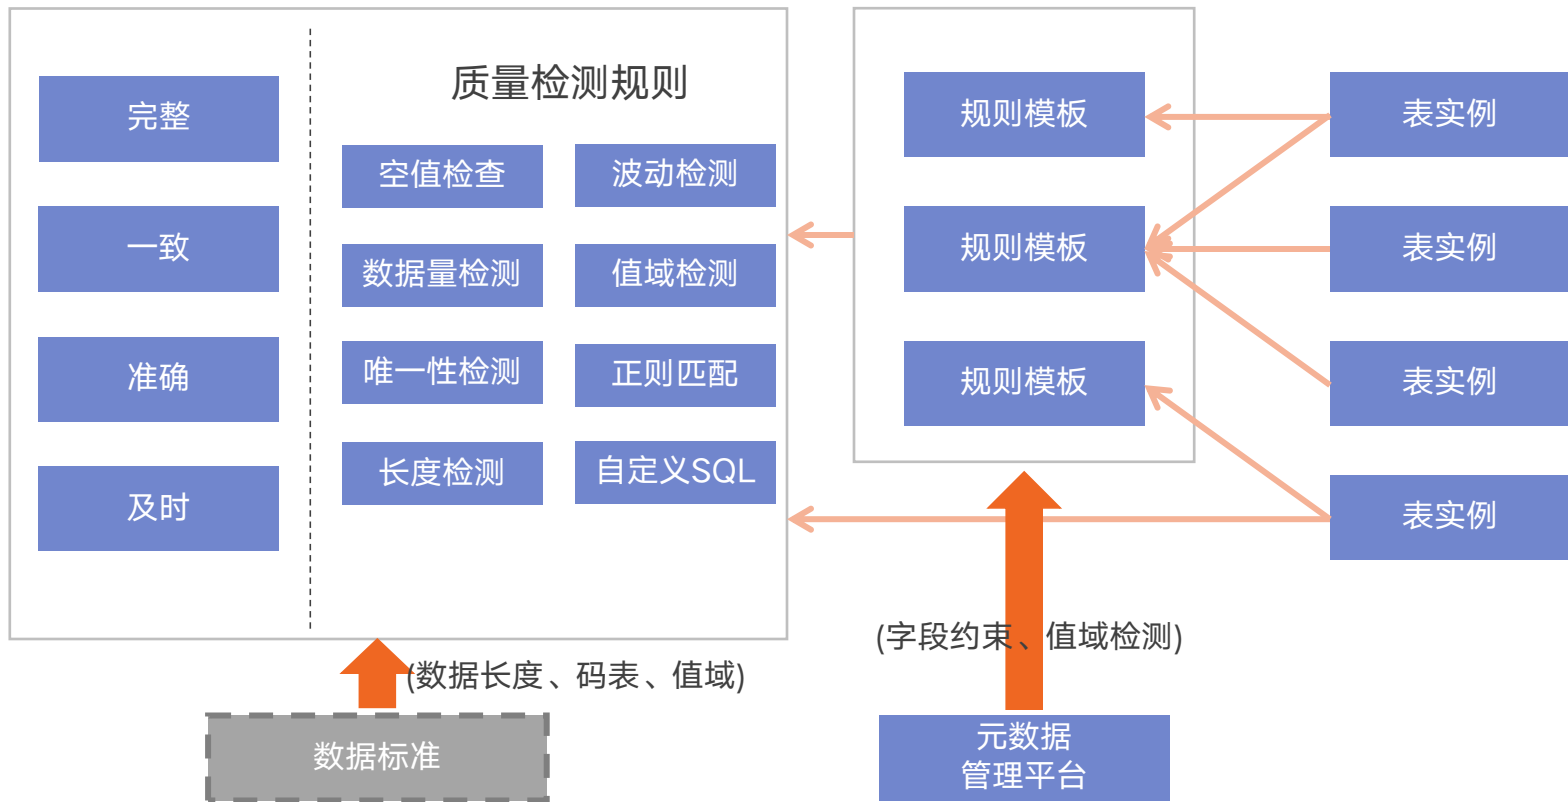 质量检测规则
完整
一致
准确
及时
空值检查
波动检测
数据量检测
值域检测
唯一性检测
正则匹配
长度检测
自定义SQL
规则模板
规则模板
规则模板
表实例
表实例
表实例
表实例
(数据长度、码表、值域)
(字段约束、值域检测)
数据标准
元数据
管理平台